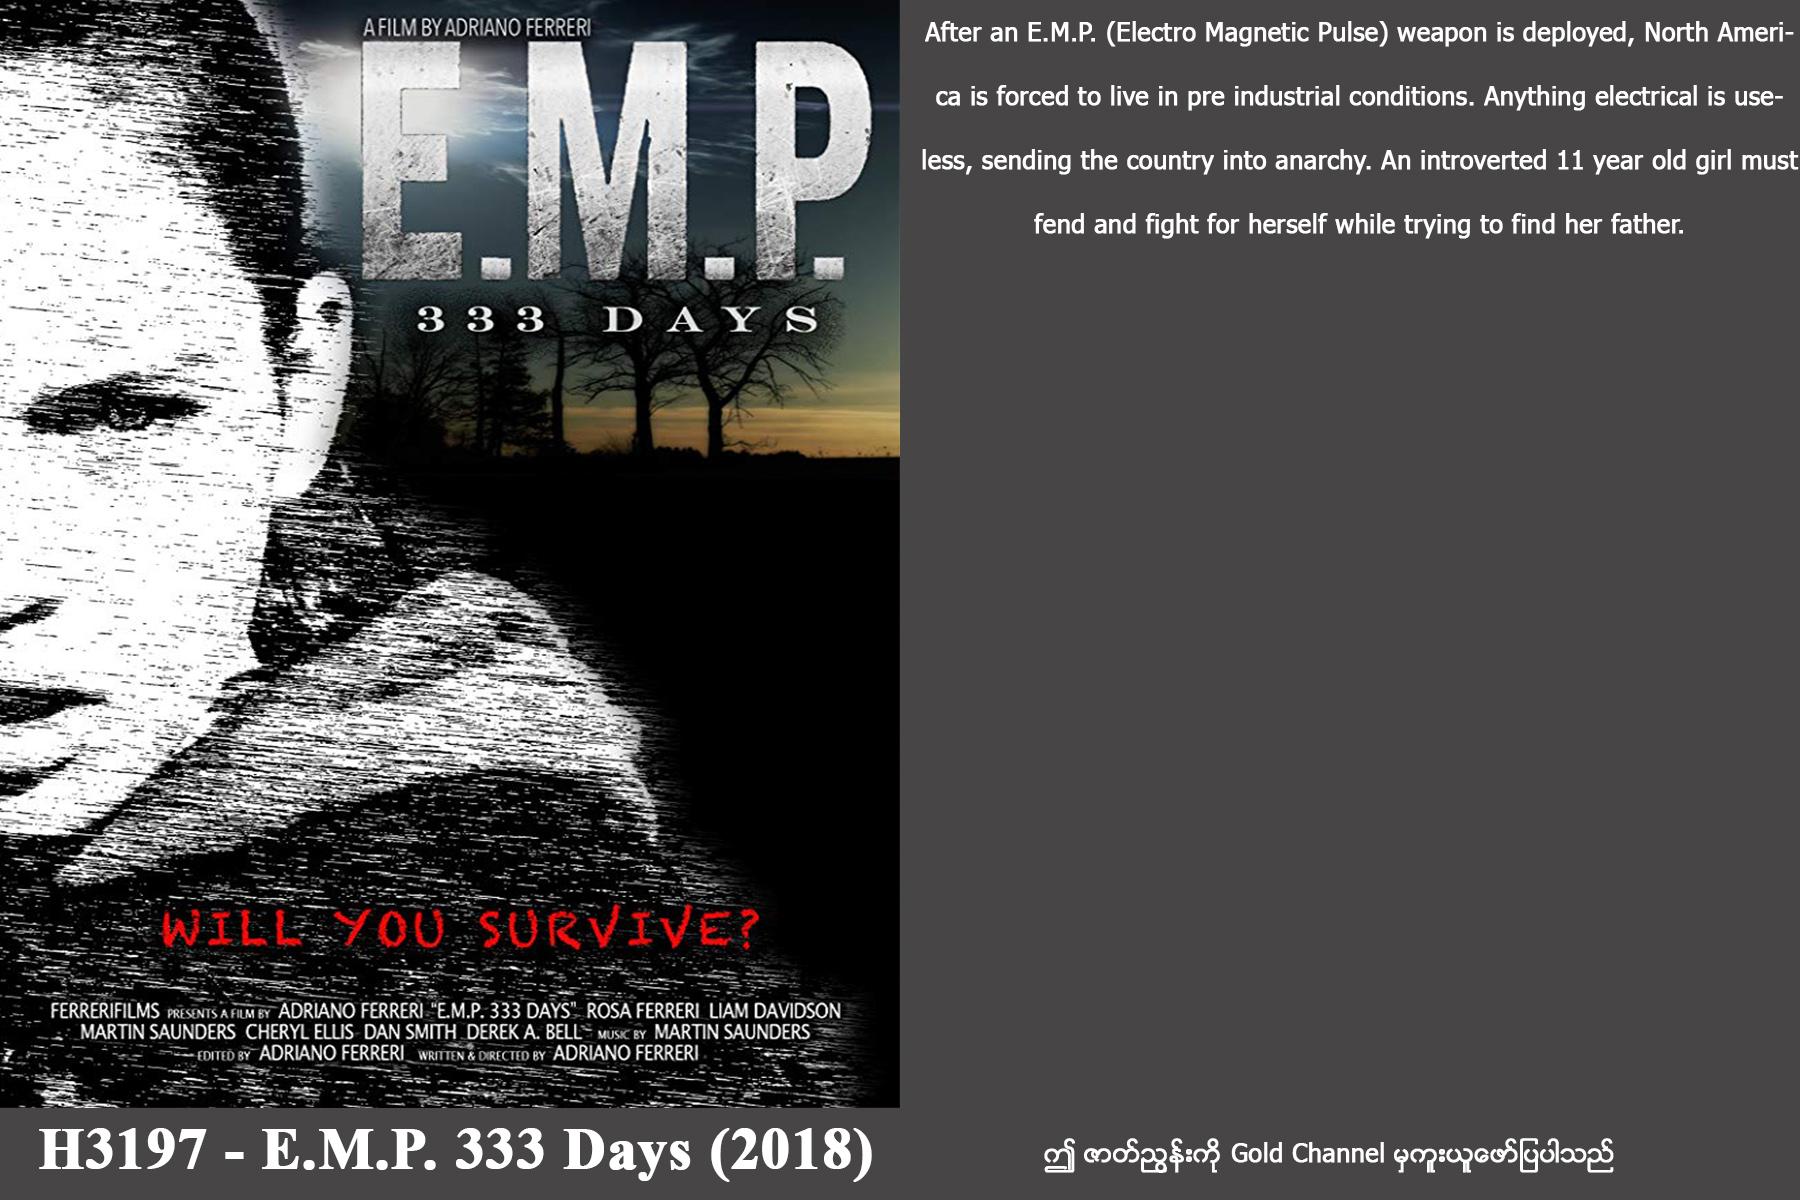 A FILM BY ADRIANO FERRERI
E.M.P.
333 DAYS
WILL YOU SURVIVE?
FERRERIFILMS PRESENTS A FILM BY ADRIANO FERRERI "E.M.P. 333 DAYS" ROSA FERRERI LIAM DAVIDSON
MARTIN SAUNDERS CHERYL ELLIS DAN SMITH DEREK A. BELL MUSIC BY MARTIN SAUNDERS
EDITED BY ADRIANO FERRERI WRITTEN & DIRECTED BY ADRIANO FERRERI
H3197 - E.M.P. 333 Days (2018)
After an E.M.P. (Electro Magnetic Pulse) weapon is deployed, North Ameri-
ca is forced to live in pre industrial conditions. Anything electrical is use-
less, sending the country into anarchy. An introverted 11 year old girl must
fend and fight for herself while trying to find her father.
ဤ ဇာတ်ညွှန်းကို Gold Channel မှကူးယူဖော်ပြပါသည်